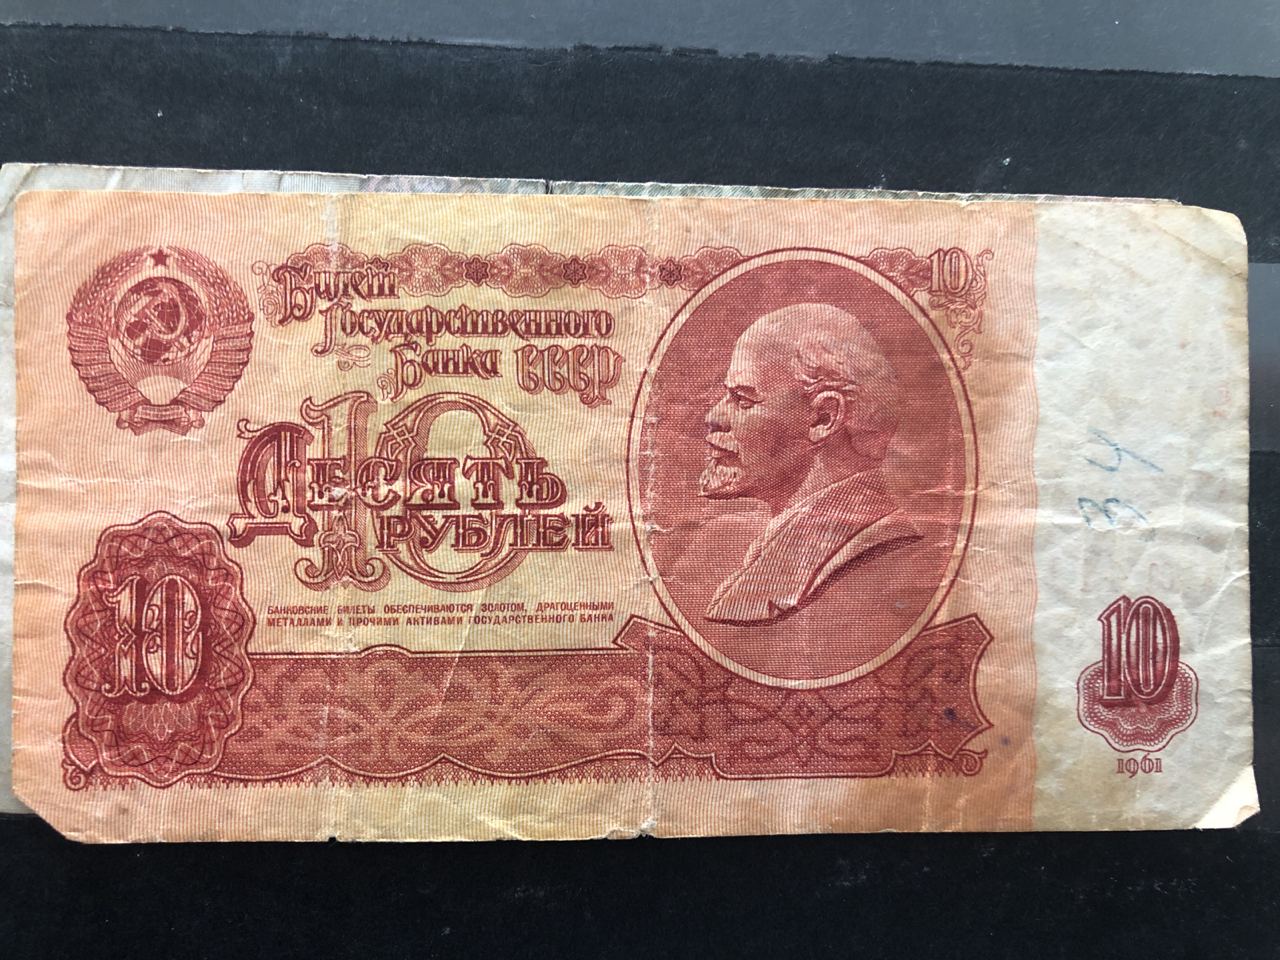 Билет
Государственного
Банка СССР
10
10
Десять
рублей
БАНКОВСКИЕ БИЛЕТЫ ОБЕСПЕЧИВАЮТСЯ ЗОЛОТОМ, ДРАГОЦЕННЫМИ
МЕТАЛЛАМИ И ПРОЧИМИ АКТИВАМИ ГОСУДАРСТВЕННОГО БАНКА
10
34
10
1961